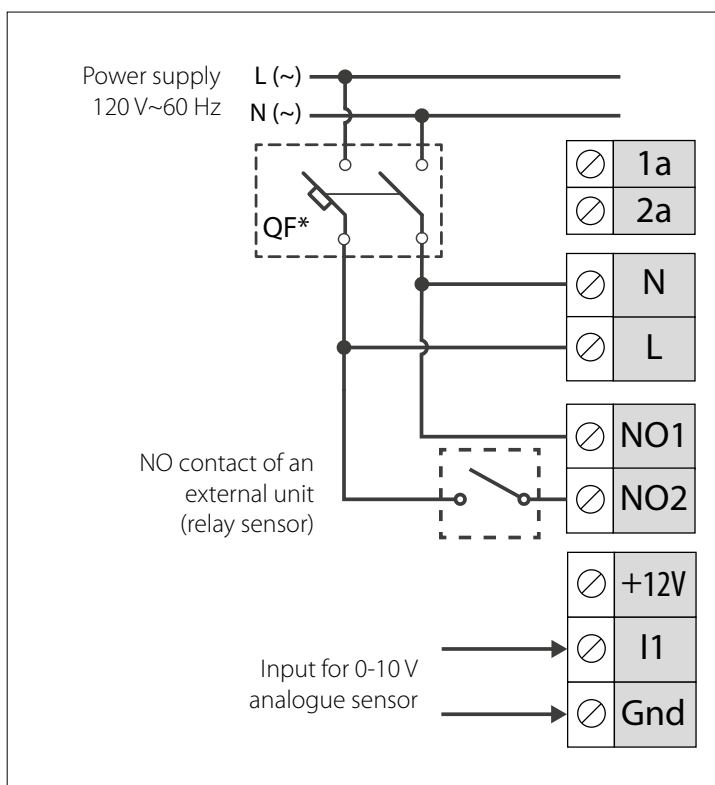 Power supply L (~)
120 V~60 Hz N (~)
1a
2a
QF*
N
L
NO1
NO contact of an
external unit
(relay sensor)
NO2
+12V
I1
Input for 0-10 V
analogue sensor
Gnd